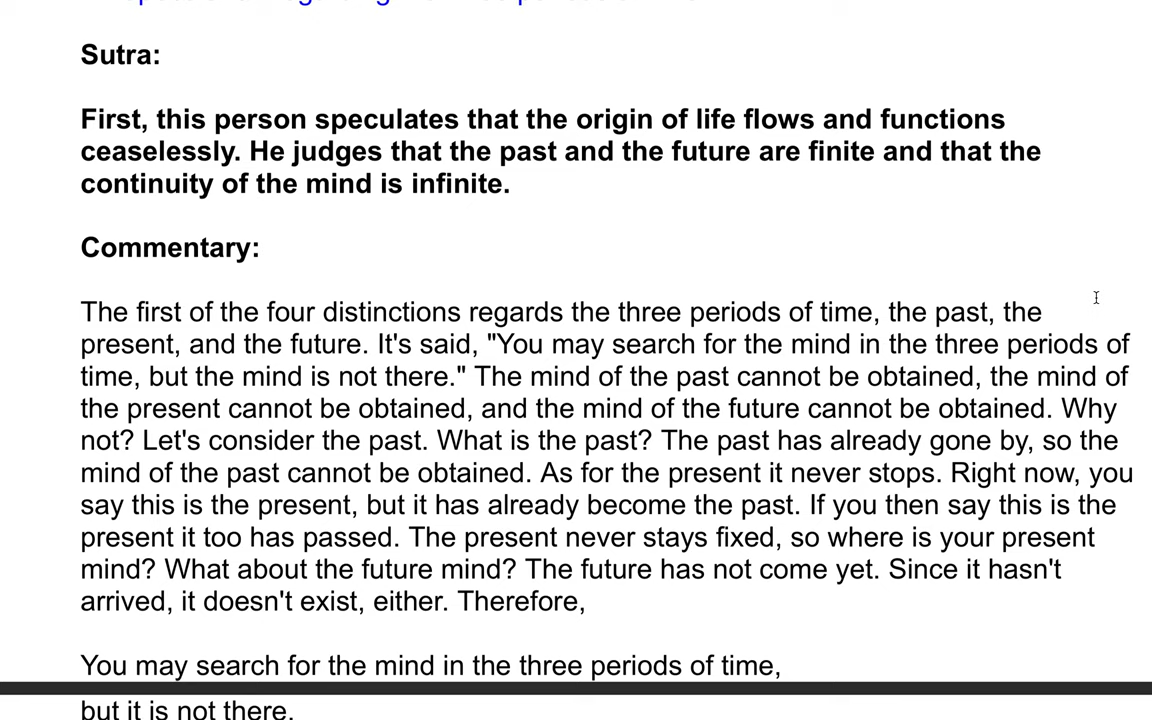 Sutra:
First, this person speculates that the origin of life flows and functions
ceaselessly. He judges that the past and the future are finite and that the
continuity of the mind is infinite.
Commentary:
The first of the four distinctions regards the three periods of time, the past, the
present, and the future. It's said, "You may search for the mind in the three periods of
time, but the mind is not there." The mind of the past cannot be obtained, the mind of
the present cannot be obtained, and the mind of the future cannot be obtained. Why
not? Let's consider the past. What is the past? The past has already gone by, so the
mind of the past cannot be obtained. As for the present it never stops. Right now, you
say this is the present, but it has already become the past. If you then say this is the
present it too has passed. The present never stays fixed, so where is your present
mind? What about the future mind? The future has not come yet. Since it hasn't
arrived, it doesn't exist, either. Therefore,
You may search for the mind in the three periods of time,
but it is not there.